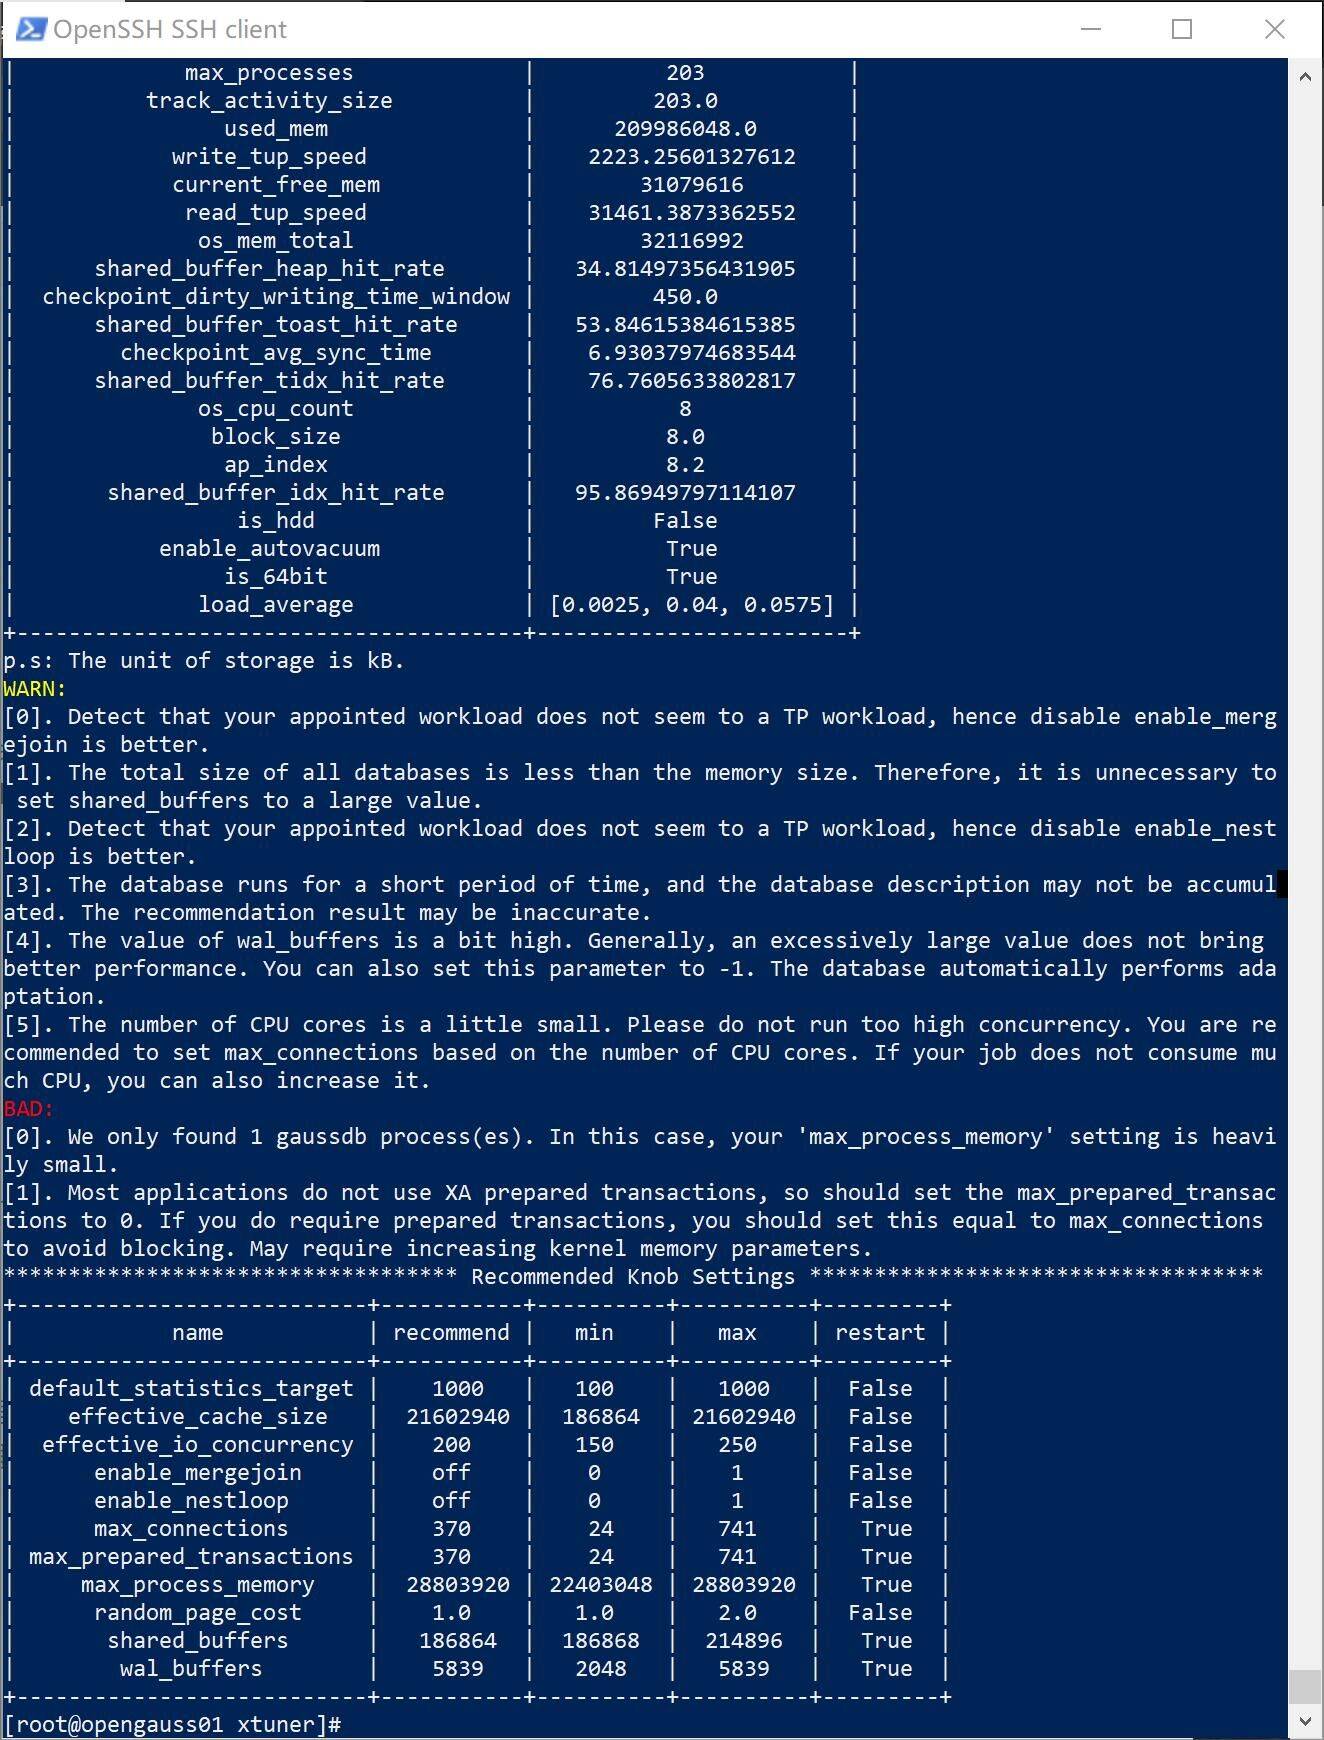 OpenSSH SSH client
| max_processes | 203 |
| track_activity_size | 203.0 |
| used_mem | 209986048.0 |
| write_tup_speed | 2223.25601327612 |
| current_free_mem | 31079616 |
| read_tup_speed | 31461.3873362552 |
| os_mem_total | 32116992 |
| shared_buffer_heap_hit_rate | 34.81497356431905 |
| checkpoint_dirty_writing_time_window | 450.0 |
| shared_buffer_toast_hit_rate | 53.84615384615385 |
| checkpoint_avg_sync_time | 6.93037974683544 |
| shared_buffer_tidx_hit_rate | 76.7605633802817 |
| os_cpu_count | 8 |
| block_size | 8.0 |
| ap_index | 8.2 |
| shared_buffer_idx_hit_rate | 95.86949797114107 |
| is_hdd | False |
| enable_autovacuum | True |
| is_64bit | True |
| load_average | [0.0025, 0.04, 0.0575] |
+---------------------------------------+------------------------+
p.s: The unit of storage is kB.
WARN:
[0]. Detect that your appointed workload does not seem to a TP workload, hence disable enable_merg
ejoin is better.
[1]. The total size of all databases is less than the memory size. Therefore, it is unnecessary to
set shared_buffers to a large value.
[2]. Detect that your appointed workload does not seem to a TP workload, hence disable enable_nest
loop is better.
[3]. The database runs for a short period of time, and the database description may not be accumul
ated. The recommendation result may be inaccurate.
[4]. The value of wal_buffers is a bit high. Generally, an excessively large value does not bring
better performance. You can also set this parameter to -1. The database automatically performs ada
ptation.
[5]. The number of CPU cores is a little small. Please do not run too high concurrency. You are re
commended to set max_connections based on the number of CPU cores. If your job does not consume mu
ch CPU, you can also increase it.
BAD:
[0]. We only found 1 gaussdb process(es). In this case, your 'max_process_memory' setting is heavi
ly small.
[1]. Most applications do not use XA prepared transactions, so should set the max_prepared_transac
tions to 0. If you do require prepared transactions, you should set this equal to max_connections
to avoid blocking. May require increasing kernel memory parameters.
*********************************** Recommended Knob Settings ***********************************
+---------------------------+-----------+----------+----------+---------+
| name | recommend | min | max | restart |
+---------------------------+-----------+----------+----------+---------+
| default_statistics_target | 1000 | 100 | 1000 | False |
| effective_cache_size | 21602940 | 186864 | 21602940 | False |
| effective_io_concurrency | 200 | 150 | 250 | False |
| enable_mergejoin | off | 0 | 1 | False |
| enable_nestloop | off | 0 | 1 | False |
| max_connections | 370 | 24 | 741 | True |
| max_prepared_transactions | 370 | 24 | 741 | True |
| max_process_memory | 28803920 | 22403048 | 28803920 | True |
| random_page_cost | 1.0 | 1.0 | 2.0 | False |
| shared_buffers | 186864 | 186868 | 214896 | True |
| wal_buffers | 5839 | 2048 | 5839 | True |
+---------------------------+-----------+----------+----------+---------+
[root@opengauss01 xtuner]#